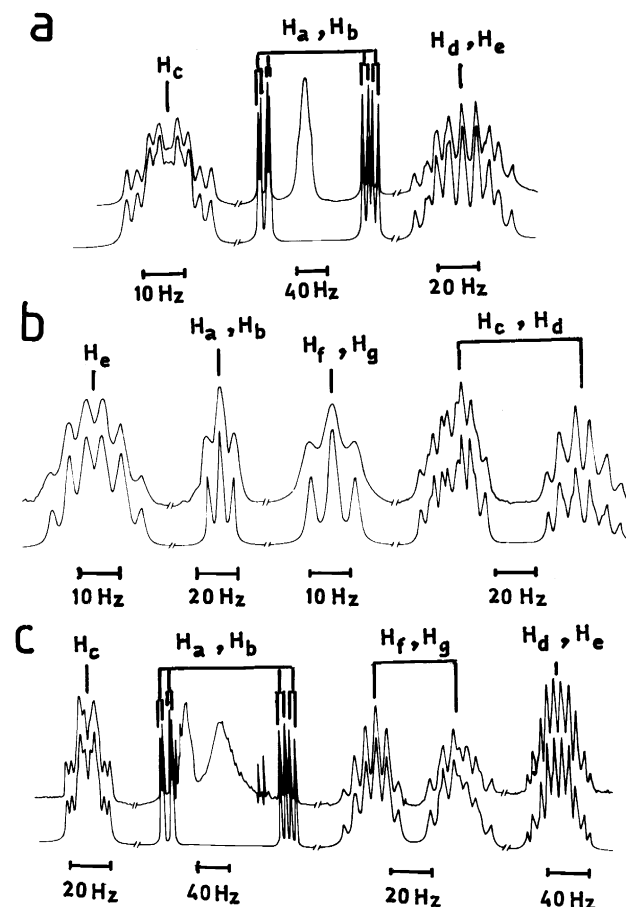 a
Hc
Ha , Hb
Hd , He
10 Hz
40 Hz
20 Hz
b
He
Ha , Hb
Hf , Hg
Hc , Hd
10 Hz
20 Hz
10 Hz
20 Hz
c
Hc
Ha , Hb
Hf , Hg
Hd , He
20 Hz
40 Hz
20 Hz
40 Hz